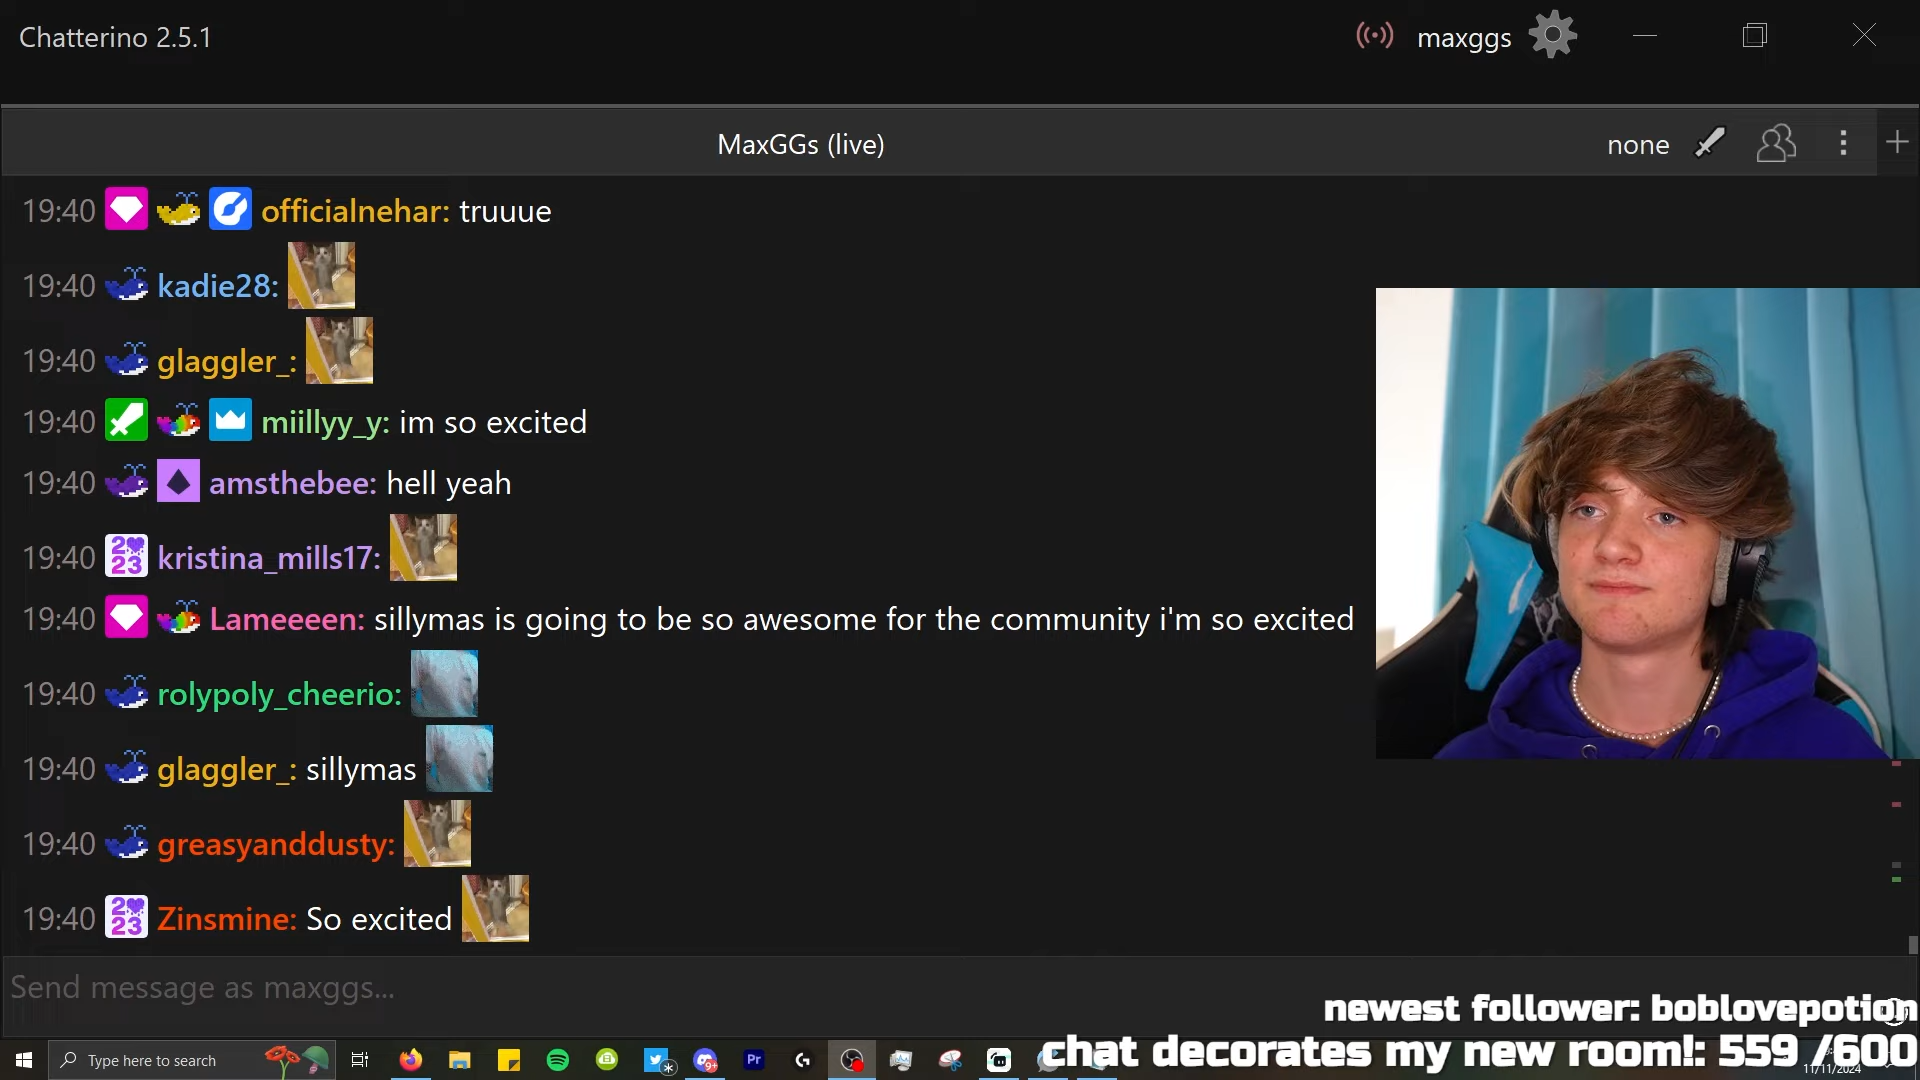 Chatterino 2.5.1
maxggs
MaxGGs (live)
none
19:40 officialnehar: truuue
19:40 kadie28:
19:40 glaggler_:
19:40 miillyy_y: im so excited
19:40 amsthebee: hell yeah
19:40 2023 kristina_mills17:
19:40 Lameeeen: sillymas is going to be so awesome for the community i'm so excited
19:40 rolypoly_cheerio:
19:40 glaggler_: sillymas
19:40 greasyanddusty:
19:40 2023 Zinsmine: So excited
Send message as maxggs...
newest follower: boblovepotion
chat decorates my new room!: 559 /600
Type here to search
9+
Pr
11/11/2024